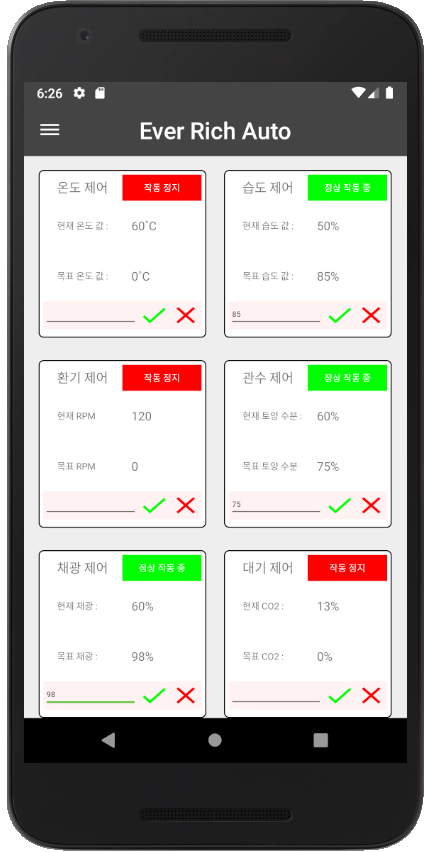 6:26
Ever Rich Auto
온도 제어 작동 정지
현재 온도 값 : 60˚C
목표 온도 값 : 0˚C
습도 제어 정상 작동 중
현재 습도 값 : 50%
목표 습도 값 : 85%
85
환기 제어 작동 정지
현재 RPM 120
목표 RPM 0
관수 제어 정상 작동 중
현재 토양 수분 : 60%
목표 토양 수분 75%
75
채광 제어 정상 작동 중
현재 채광 : 60%
목표 채광 : 98%
98
대기 제어 작동 정지
현재 CO2 : 13%
목표 CO2 : 0%